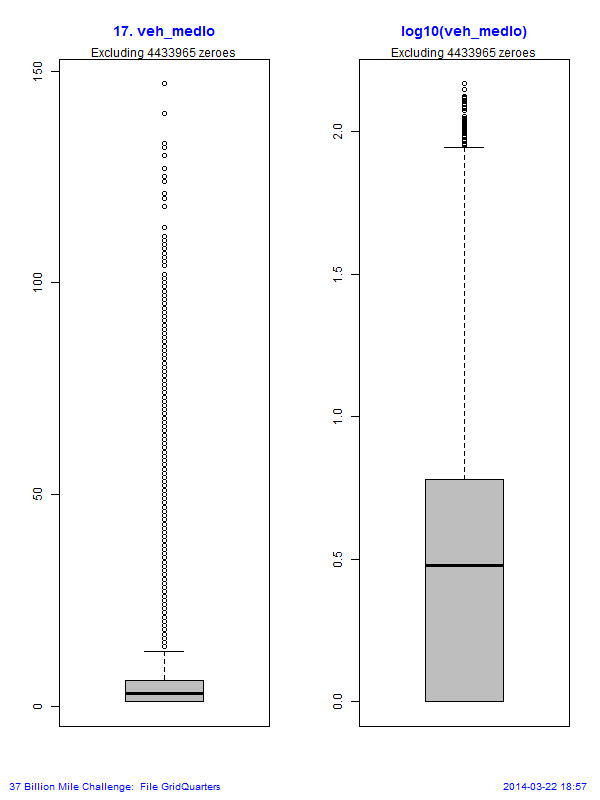 17. veh_medlo
Excluding 4433965 zeroes
150
100
50
0
log10(veh_medlo)
Excluding 4433965 zeroes
2.0
1.5
1.0
0.5
0.0
37 Billion Mile Challenge: File GridQuarters
2014-03-22 18:57